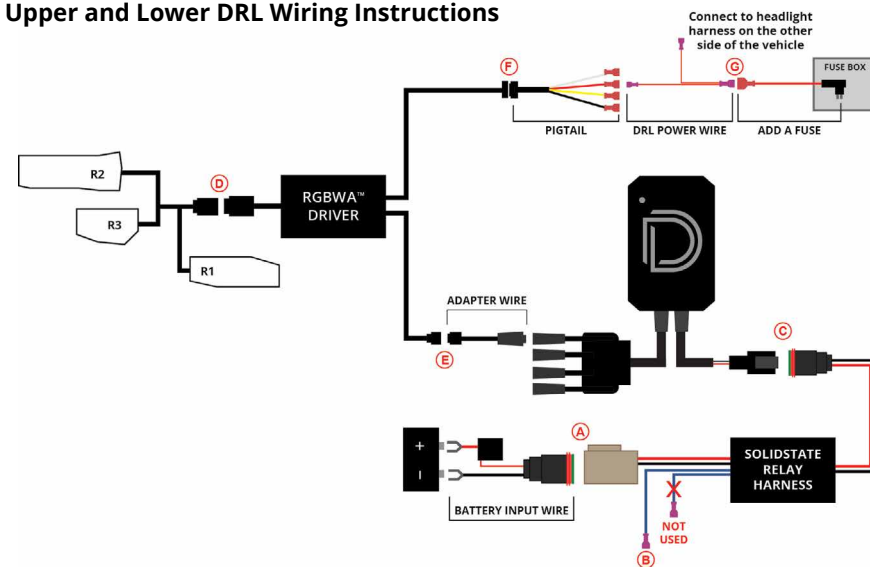 Upper and Lower DRL Wiring Instructions
Connect to headlight
harness on the other
side of the vehicle
F
G
FUSE BOX
PIGTAIL
DRL POWER WIRE
ADD A FUSE
R2
D
RGBWA™
DRIVER
R3
R1
ADAPTER WIRE
E
C
A
+
−
SOLIDSTATE
RELAY
HARNESS
BATTERY INPUT WIRE
X
NOT
USED
B